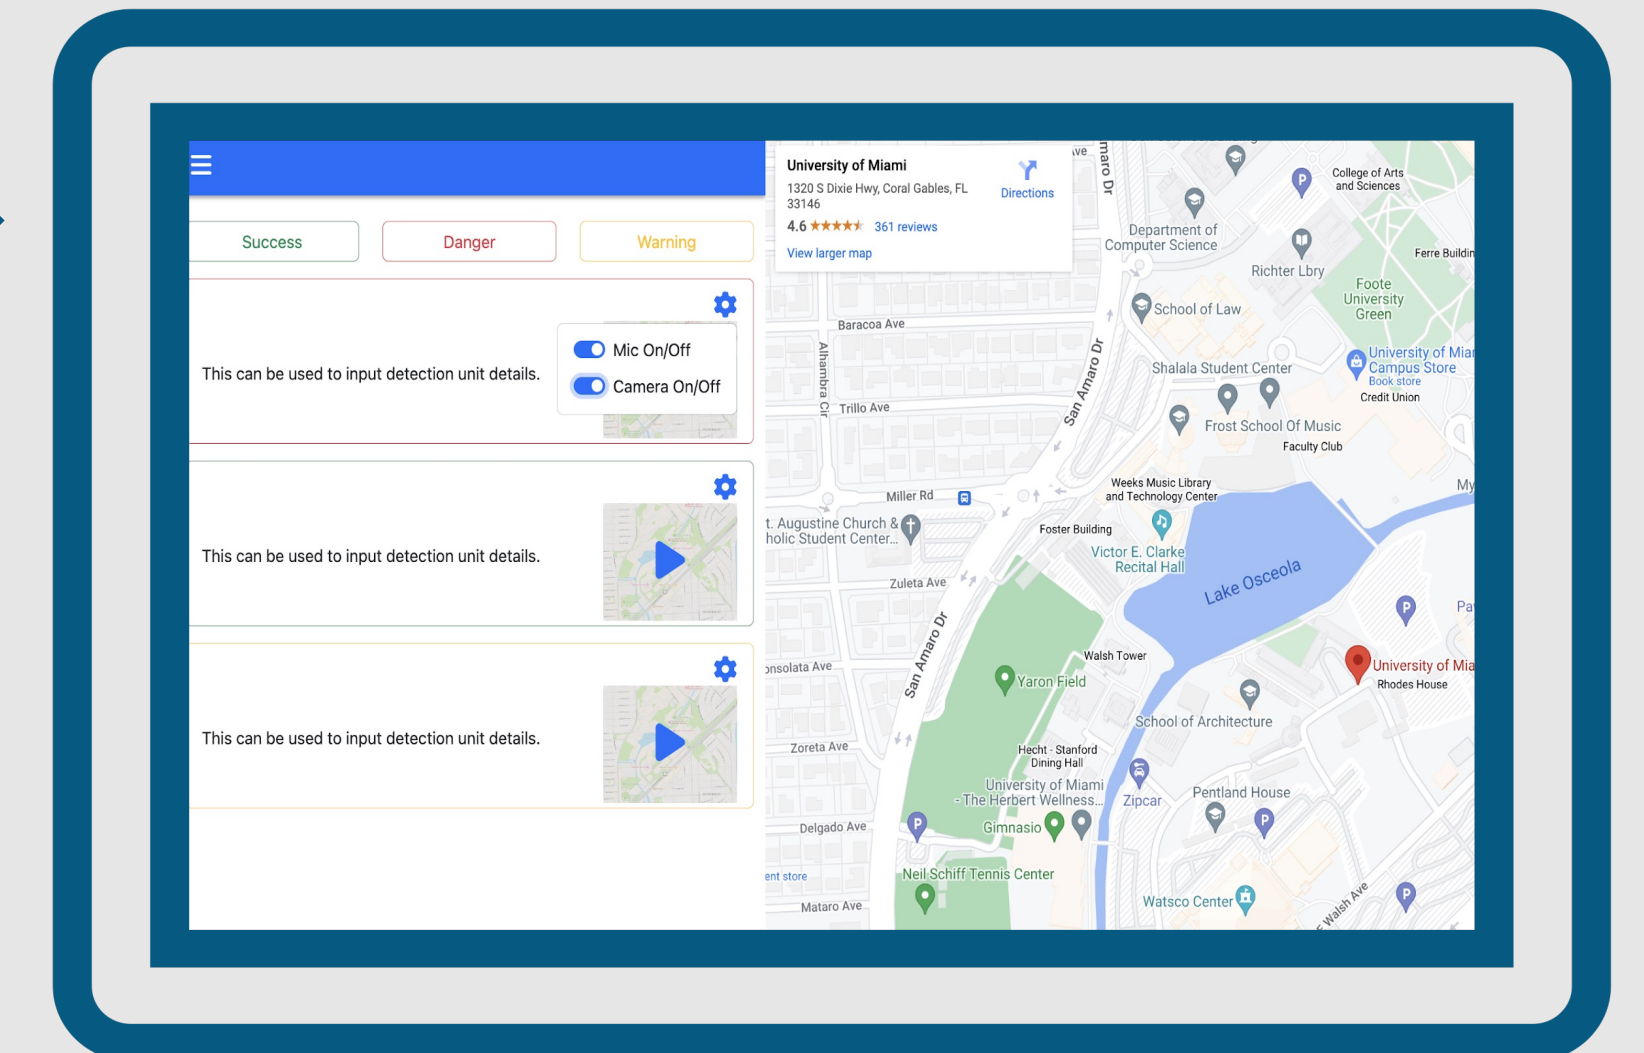 Success
Danger
Warning
This can be used to input detection unit details.
Mic On/Off
Camera On/Off
This can be used to input detection unit details.
This can be used to input detection unit details.
University of Miami
1320 S Dixie Hwy, Coral Gables, FL
33146
4.6 361 reviews
View larger map
Directions
Ave
maro Dr
College of Arts
and Sciences
Department of
Computer Science
Richter Lbry
Ferre Buildin
Foote
University
Green
School of Law
Baracoa Ave
Alhambra Cir
San Amaro Dr
Shalala Student Center
University of Miar
Campus Store
Book store
Credit Union
Trillo Ave
Frost School Of Music
Faculty Club
Miller Rd
Weeks Music Library
and Technology Center
My
t. Augustine Church &
holic Student Center...
Foster Building
Victor E. Clarke
Recital Hall
Lake Osceola
Zuleta Ave
P
P
Pa
San Amaro Dr
Walsh Tower
onsolata Ave
Yaron Field
University of Mia
Rhodes House
School of Architecture
Zoreta Ave
Hecht - Stanford
Dining Hall
University of Miami
- The Herbert Wellness...
Zipcar
Pentland House
Delgado Ave
P
Gimnasio
P
ent store
Neil Schiff Tennis Center
Watsco Center
P
Mataro Ave
E Walsh Ave